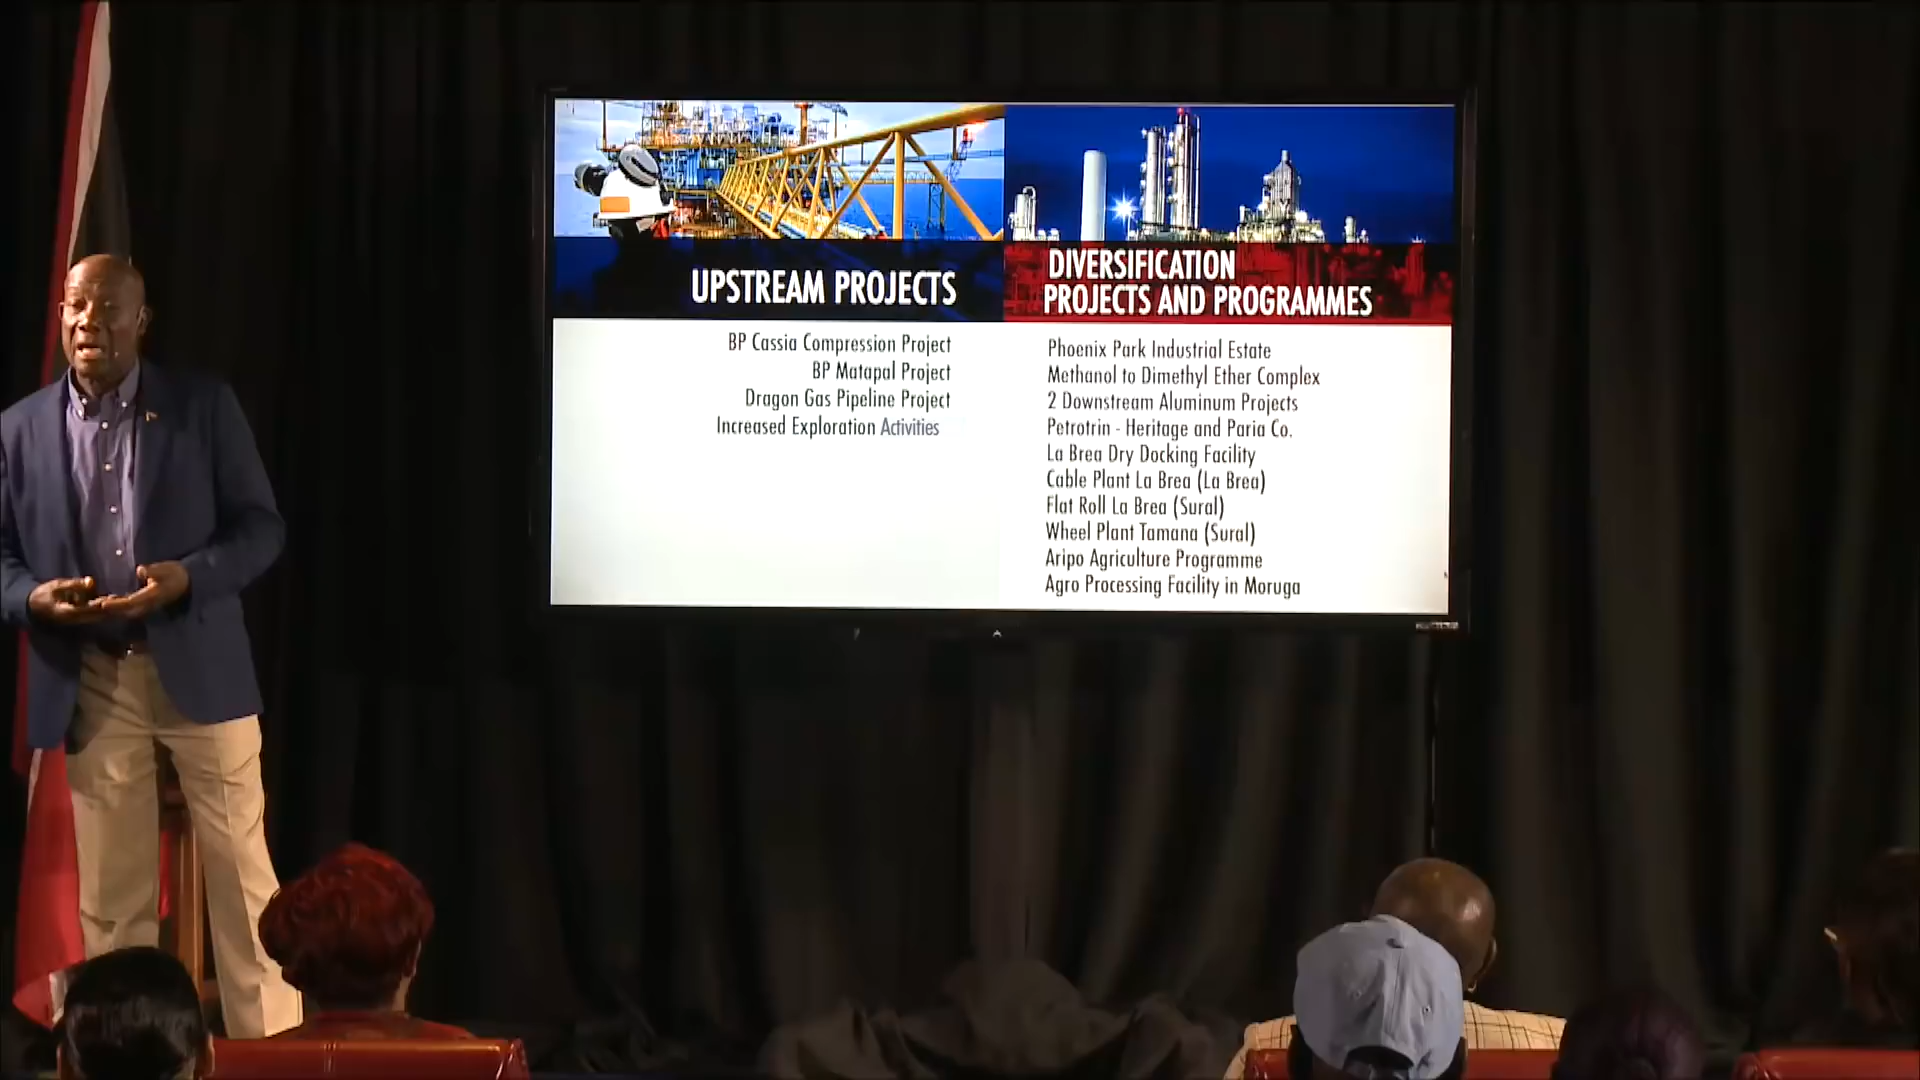 UPSTREAM PROJECTS
BP Cassia Compression Project
BP Matapal Project
Dragon Gas Pipeline Project
Increased Exploration Activities
DIVERSIFICATION
PROJECTS AND PROGRAMMES
Phoenix Park Industrial Estate
Methanol to Dimethyl Ether Complex
2 Downstream Aluminum Projects
Petrotrin - Heritage and Paria Co.
La Brea Dry Docking Facility
Cable Plant La Brea (La Brea)
Flat Roll La Brea (Sural)
Wheel Plant Tamana (Sural)
Aripo Agriculture Programme
Agro Processing Facility in Moruga